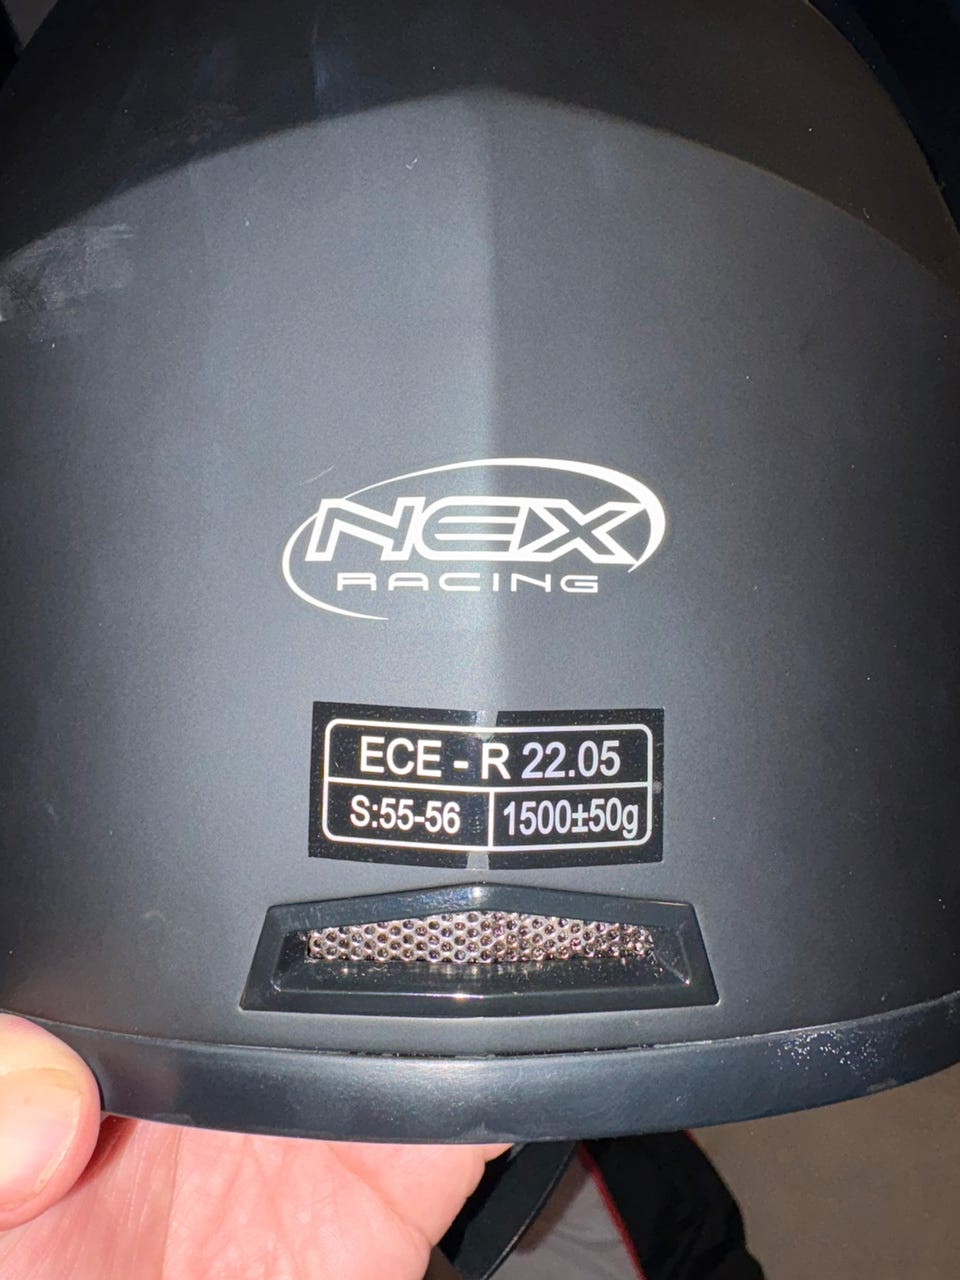 NEX
RACING
ECE - R 22.05
S:55-56 1500±50g